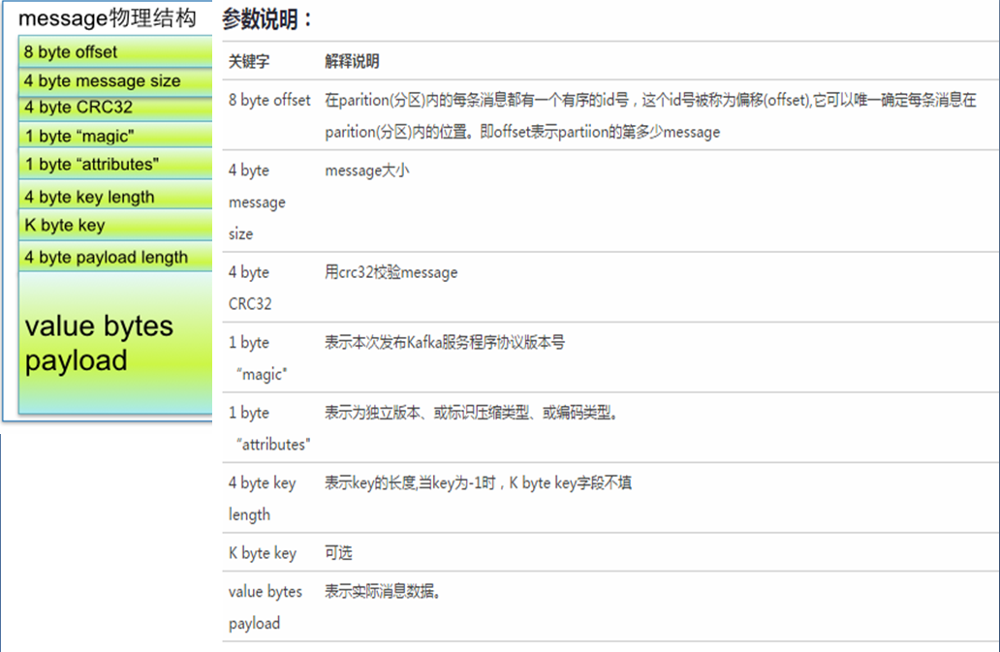 message物理结构
8 byte offset
4 byte message size
4 byte CRC32
1 byte “magic"
1 byte “attributes"
4 byte key length
K byte key
4 byte payload length
value bytes
payload
参数说明：
关键字 解释说明
8 byte offset 在parition(分区)内的每条消息都有一个有序的id号，这个id号被称为偏移(offset),它可以唯一确定每条消息在
parition(分区)内的位置。即offset表示partiion的第多少message
4 byte message大小
message
size
4 byte 用crc32校验message
CRC32
1 byte 表示本次发布Kafka服务程序协议版本号
“magic"
1 byte 表示为独立版本、或标识压缩类型、或编码类型。
“attributes"
4 byte key 表示key的长度,当key为-1时，K byte key字段不填
length
K byte key 可选
value bytes 表示实际消息数据。
payload